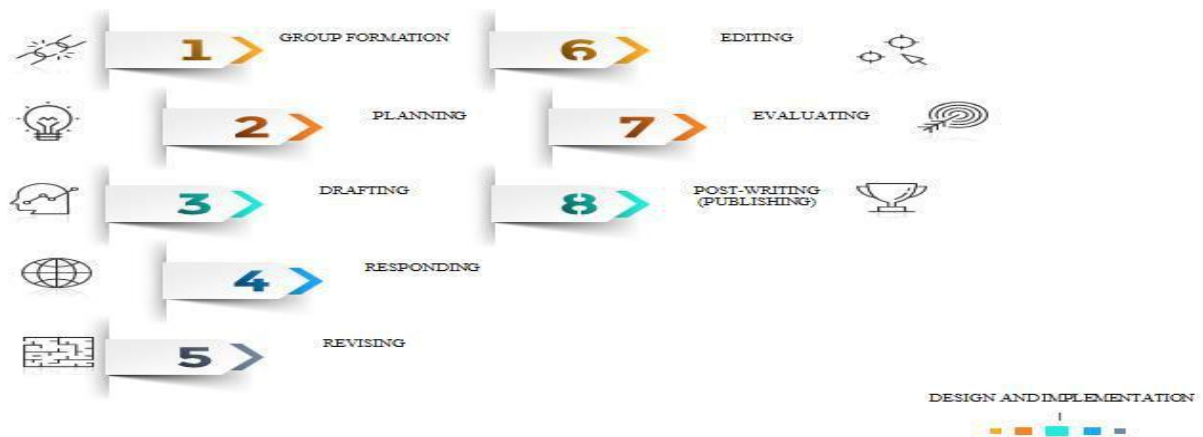 1
GROUP FORMATION
2
PLANNING
3
DRAFTING
4
RESPONDING
5
REVISING
6
EDITING
7
EVALUATING
8
POST-WRITING
(PUBLISHING)
DESIGN AND IMPLEMENTATION